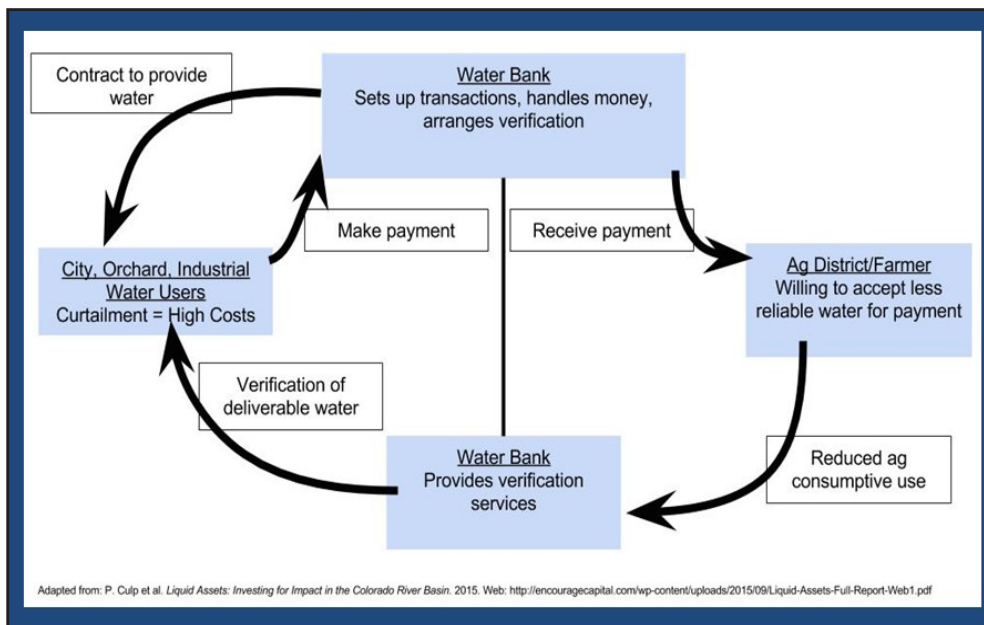 Contract to provide
water
Water Bank
Sets up transactions, handles money,
arranges verification
Make payment
Receive payment
City, Orchard, Industrial
Water Users
Curtailment = High Costs
Ag District/Farmer
Willing to accept less
reliable water for payment
Verification of
deliverable water
Water Bank
Provides verification
services
Reduced ag
consumptive use
Adapted from: P. Culp et al. Liquid Assets: Investing for Impact in the Colorado River Basin. 2015. Web: http://encouragecapital.com/wp-content/uploads/2015/09/Liquid-Assets-Full-Report-Web1.pdf